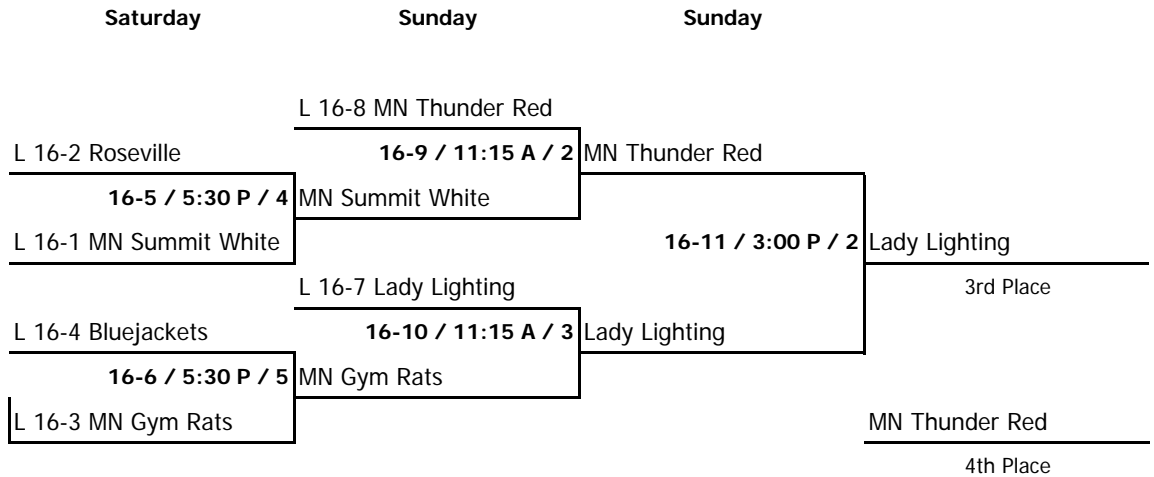 Saturday Sunday Sunday
L 16-8 MN Thunder Red
L 16-2 Roseville 16-9 / 11:15 A / 2 MN Thunder Red
16-5 / 5:30 P / 4 MN Summit White
L 16-1 MN Summit White 16-11 / 3:00 P / 2 Lady Lighting
L 16-7 Lady Lighting 3rd Place
L 16-4 Bluejackets 16-10 / 11:15 A / 3 Lady Lighting
16-6 / 5:30 P / 5 MN Gym Rats
L 16-3 MN Gym Rats MN Thunder Red
4th Place